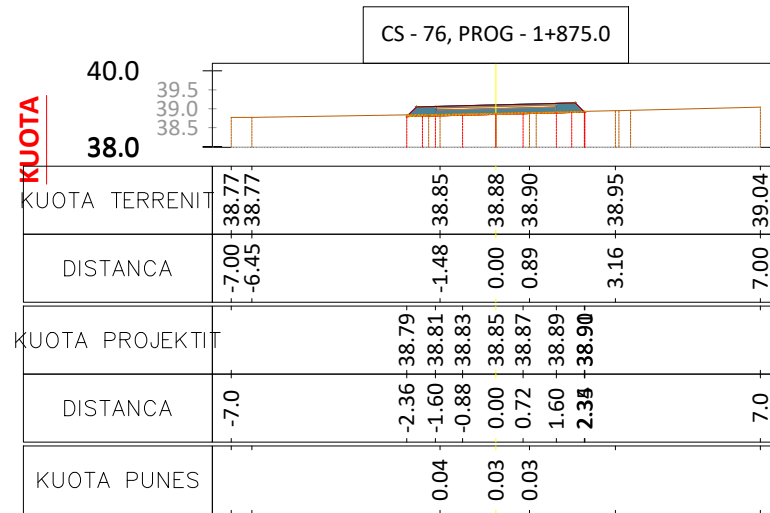 CS - 76, PROG - 1+875.0
KUOTA
40.0
39.5
39.0
38.5
38.0
KUOTA TERRENIT 38.77 38.77 38.85 38.88 38.90 38.95 39.04
DISTANCA -7.00 -6.45 -1.48 0.00 0.89 3.16 7.00
KUOTA PROJEKTIT 38.79 38.81 38.83 38.85 38.87 38.89
DISTANCA -7.0 -2.36 -1.60 -0.88 0.00 0.72 1.60 7.0
KUOTA PUNES 0.04 0.03 0.03